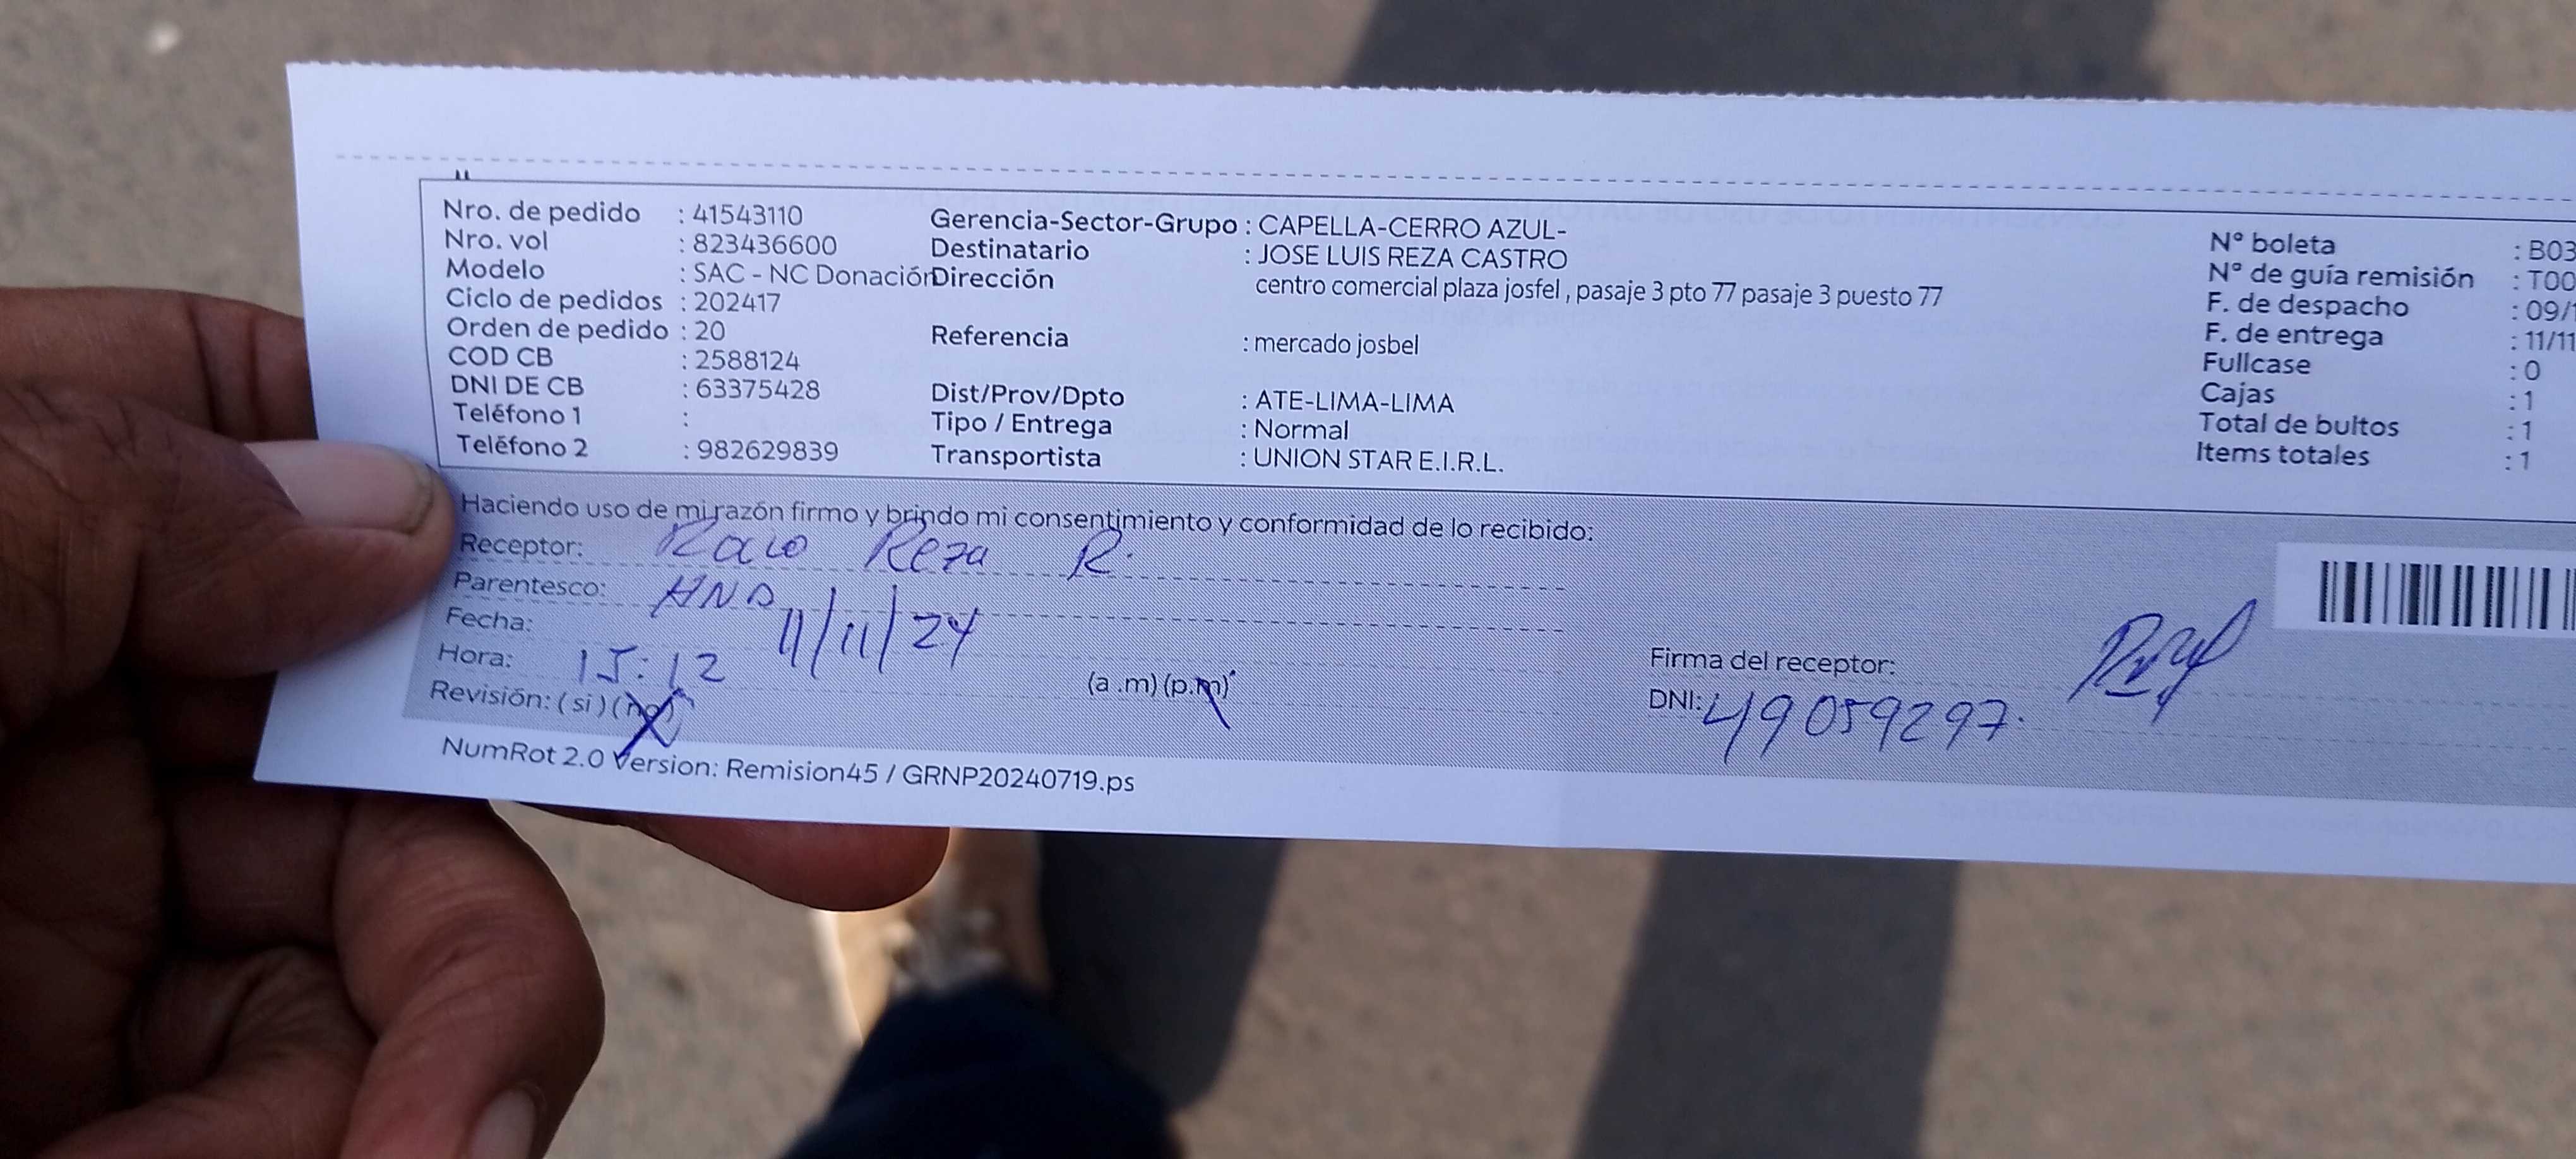 Nro. de pedido : 41543110
Nro. vol : 823436600
Modelo : SAC - NC Donación
Ciclo de pedidos : 202417
Orden de pedido : 20
COD CB : 2588124
DNI DE CB : 63375428
Teléfono 1 :
Teléfono 2 : 982629839
Gerencia-Sector-Grupo : CAPELLA-CERRO AZUL-
Destinatario : JOSE LUIS REZA CASTRO
Dirección centro comercial plaza josfel , pasaje 3 pto 77 pasaje 3 puesto 77
Referencia : mercado josbel
Dist/Prov/Dpto : ATE-LIMA-LIMA
Tipo / Entrega : Normal
Transportista : UNION STAR E.I.R.L.
N° boleta : B03
N° de guía remisión : T00
F. de despacho : 09/1
F. de entrega : 11/11
Fullcase : 0
Cajas : 1
Total de bultos : 1
Items totales : 1
Haciendo uso de mi razón firmo y brindo mi consentimiento y conformidad de lo recibido:
Receptor: Reza R.
Parentesco: HNO
Fecha: 11/11/24
Hora: 15:12 (a .m) (p.m)
Revisión: ( si ) ( no )
Firma del receptor:
DNI: 49059297.
NumRot 2.0 Version: Remision45 / GRNP20240719.ps